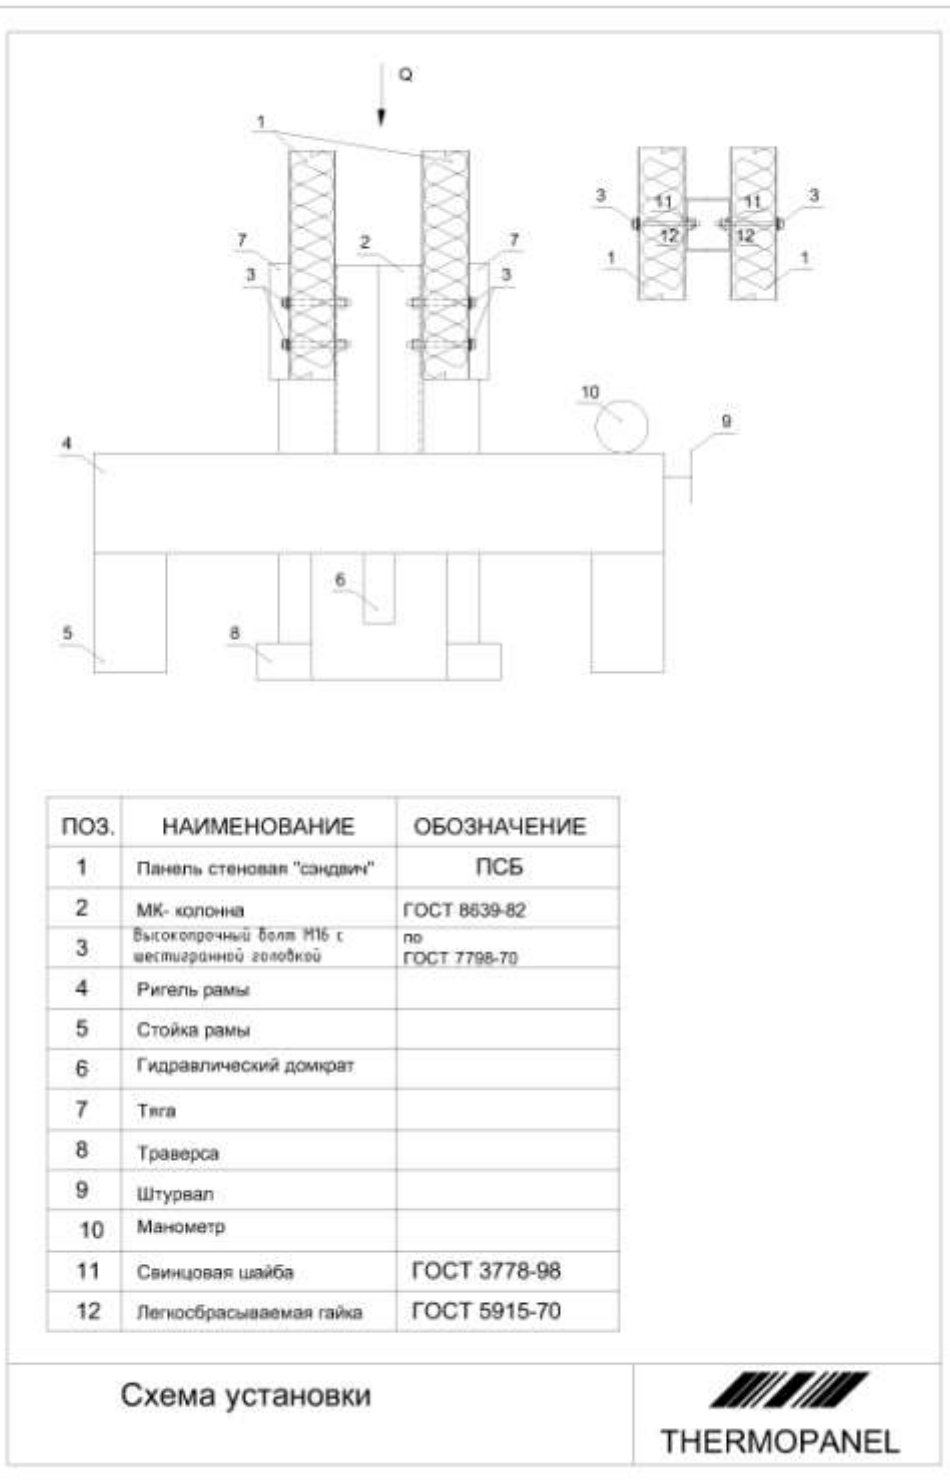 Q
1
3
11
11
3
12
12
1
1
7
2
7
3
3
10
9
4
6
5
8
ПОЗ. НАИМЕНОВАНИЕ ОБОЗНАЧЕНИЕ
1 Панель стеновая "сэндвич" ПСБ
2 МК- колонна ГОСТ 8639-82
3 Высокопрочный болт М16 с по
шестигранной головкой ГОСТ 7798-70
4 Ригель рамы
5 Стойка рамы
6 Гидравлический домкрат
7 Тяга
8 Траверса
9 Штурвал
10 Манометр
11 Свинцовая шайба ГОСТ 3778-98
12 Легкосбрасываемая гайка ГОСТ 5915-70
Схема установки
THERMOPANEL